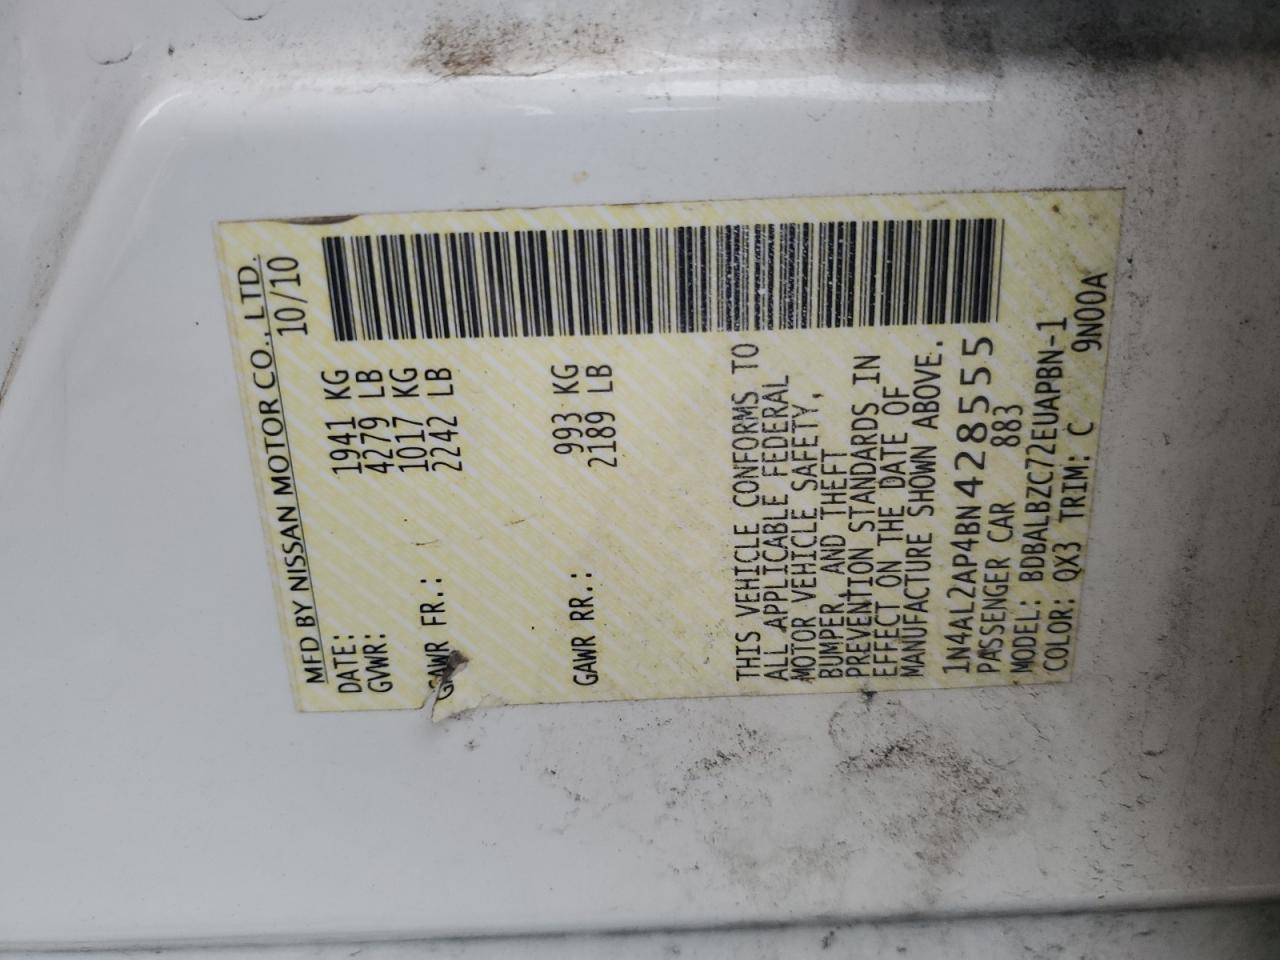 MFD BY NISSAN MOTOR CO., LTD.
DATE: 10/10
GVWR: 1941 KG
4279 LB
GAWR FR.: 1017 KG
2242 LB
GAWR RR.: 993 KG
2189 LB
THIS VEHICLE CONFORMS TO
ALL APPLICABLE FEDERAL
MOTOR VEHICLE SAFETY,
BUMPER, AND THEFT
PREVENTION STANDARDS IN
EFFECT ON THE DATE OF
MANUFACTURE SHOWN ABOVE.
1N4AL2AP4BN428555
PASSENGER CAR 883
MODEL: BDBALBZC72EUAPBN-1
COLOR: QX3 TRIM: C 9N00A